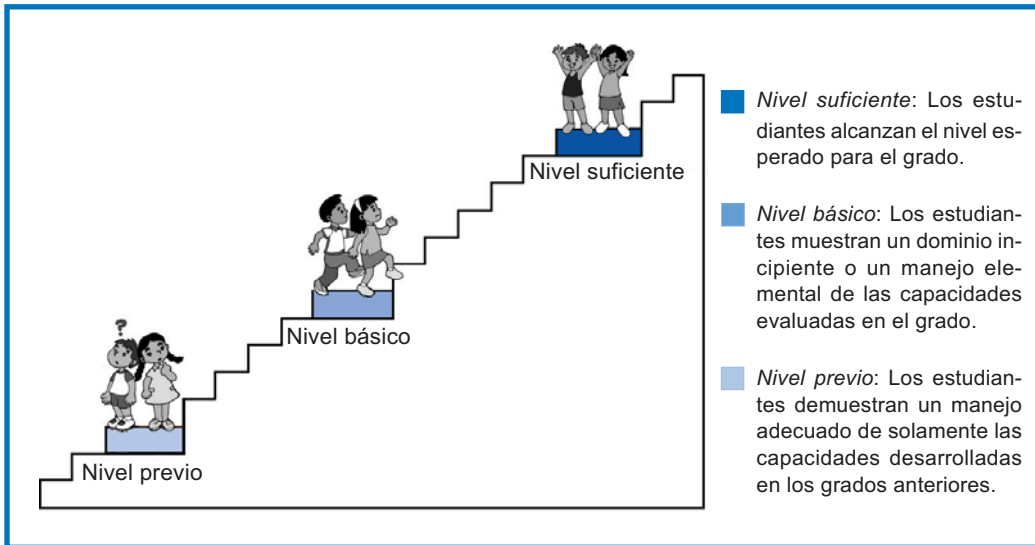 ?
Nivel suficiente
Nivel básico
Nivel previo
Nivel suficiente: Los estu-
diantes alcanzan el nivel es-
perado para el grado.
Nivel básico: Los estudian-
tes muestran un dominio in-
cipiente o un manejo ele-
mental de las capacidades
evaluadas en el grado.
Nivel previo: Los estudian-
tes demuestran un manejo
adecuado de solamente las
capacidades desarrolladas
en los grados anteriores.